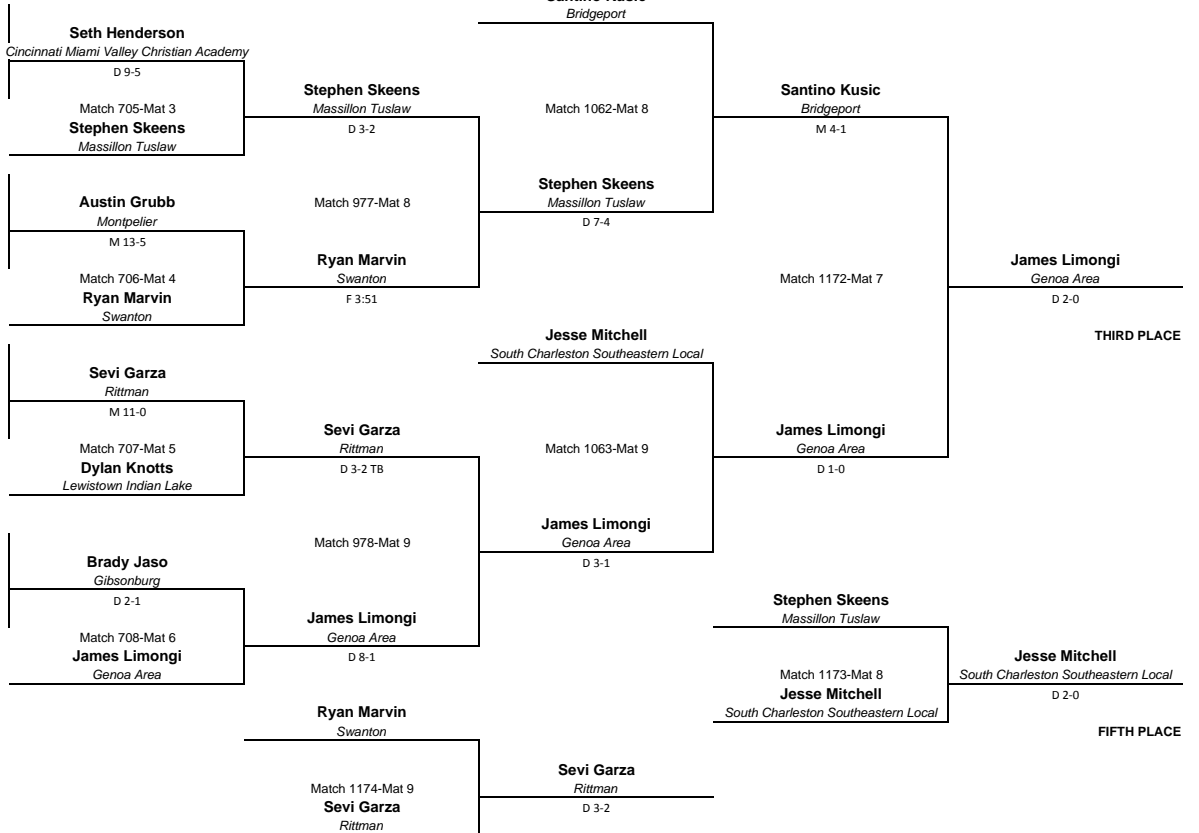 Santino Kusic
Bridgeport
Seth Henderson
Cincinnati Miami Valley Christian Academy
D 9-5
Match 705-Mat 3
Stephen Skeens
Massillon Tuslaw
Stephen Skeens
Massillon Tuslaw
D 3-2
Match 1062-Mat 8
Santino Kusic
Bridgeport
M 4-1
Austin Grubb
Montpelier
M 13-5
Match 977-Mat 8
Stephen Skeens
Massillon Tuslaw
D 7-4
Match 706-Mat 4
Ryan Marvin
Swanton
Ryan Marvin
Swanton
F 3:51
Match 1172-Mat 7
James Limongi
Genoa Area
D 2-0
THIRD PLACE
Jesse Mitchell
South Charleston Southeastern Local
Sevi Garza
Rittman
M 11-0
Match 707-Mat 5
Dylan Knotts
Lewistown Indian Lake
Sevi Garza
Rittman
D 3-2 TB
Match 1063-Mat 9
James Limongi
Genoa Area
D 1-0
Match 978-Mat 9
James Limongi
Genoa Area
D 3-1
Brady Jaso
Gibsonburg
D 2-1
Match 708-Mat 6
James Limongi
Genoa Area
James Limongi
Genoa Area
D 8-1
Stephen Skeens
Massillon Tuslaw
Match 1173-Mat 8
Jesse Mitchell
South Charleston Southeastern Local
Jesse Mitchell
South Charleston Southeastern Local
D 2-0
FIFTH PLACE
Ryan Marvin
Swanton
Match 1174-Mat 9
Sevi Garza
Rittman
Sevi Garza
Rittman
D 3-2